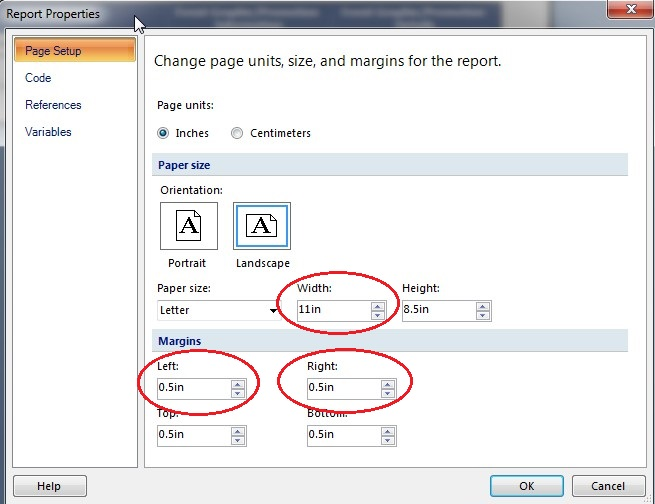 Report Properties
Page Setup
Code
References
Variables
Change page units, size, and margins for the report.
Page units:
Inches Centimeters
Paper size
Orientation:
A A
Portrait Landscape
Paper size: Width: Height:
Letter 11in 8.5in
Margins
Left: Right:
0.5in 0.5in
Top: Bottom:
0.5in 0.5in
Help OK Cancel